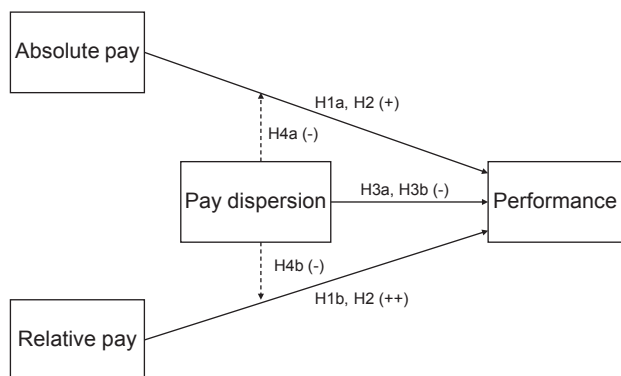 Absolute pay
H1a, H2 (+)
H4a (-)
Pay dispersion
H3a, H3b (-)
Performance
H4b (-)
H1b, H2 (++)
Relative pay